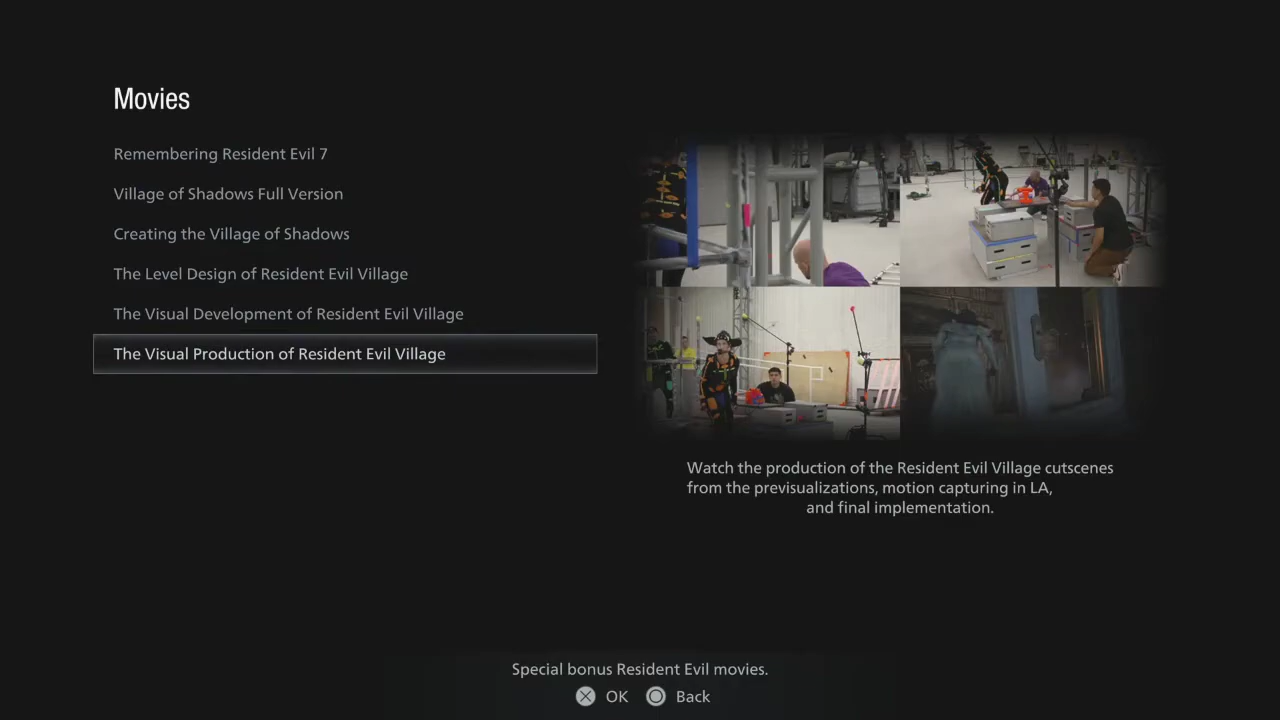 Movies
Remembering Resident Evil 7
Village of Shadows Full Version
Creating the Village of Shadows
The Level Design of Resident Evil Village
The Visual Development of Resident Evil Village
The Visual Production of Resident Evil Village
Watch the production of the Resident Evil Village cutscenes
from the previsualizations, motion capturing in LA,
and final implementation.
Special bonus Resident Evil movies.
OK Back